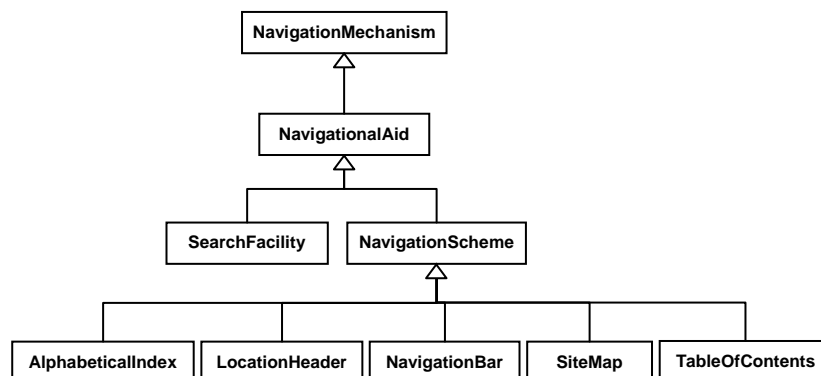 NavigationMechanism
NavigationalAid
SearchFacility
NavigationScheme
AlphabeticalIndex
LocationHeader
NavigationBar
SiteMap
TableOfContents